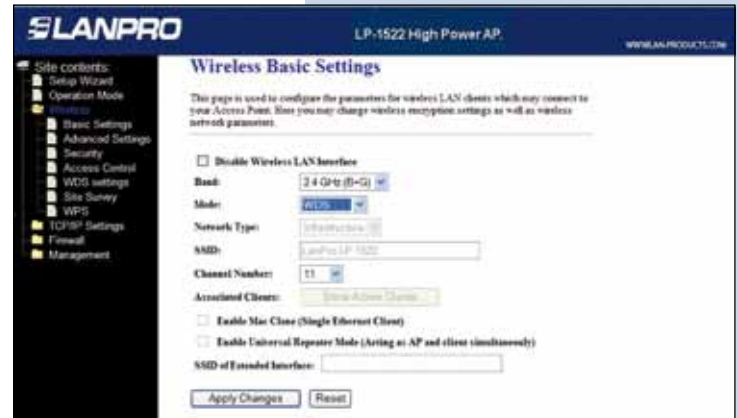 LANPRO
LP-1522 High Power AP.
WWW.LAN-PRODUCTS.COM
Site contents:
Setup Wizard
Operation Mode
Wireless
Basic Settings
Advanced Settings
Security
Access Control
WDS settings
Site Survey
WPS
TCP/IP Settings
Firewall
Management
Wireless Basic Settings
This page is used to configure the parameters for wireless LAN clients which may connect to
your Access Point. Here you may change wireless encryption settings as well as wireless
network parameters.
Disable Wireless LAN Interface
Band: 2.4 GHz (B+G)
Mode: WDS
Network Type: Infrastructure
SSID: LanPro LP 1522
Channel Number: 11
Associated Clients: Show Active Clients
Enable Mac Clone (Single Ethernet Client)
Enable Universal Repeater Mode (Acting as AP and client simultaneously)
SSID of Extended Interface:
Apply Changes Reset